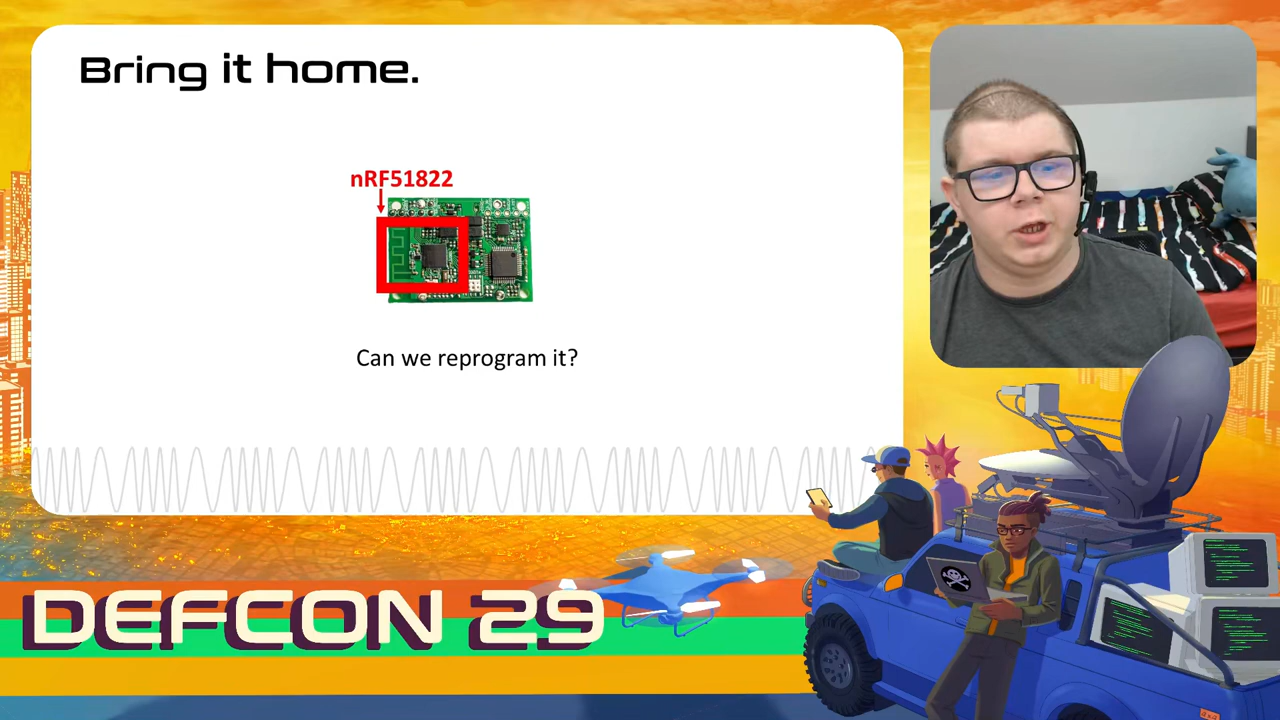 Bring it home.
nRF51822
Can we reprogram it?
DEFCON 29